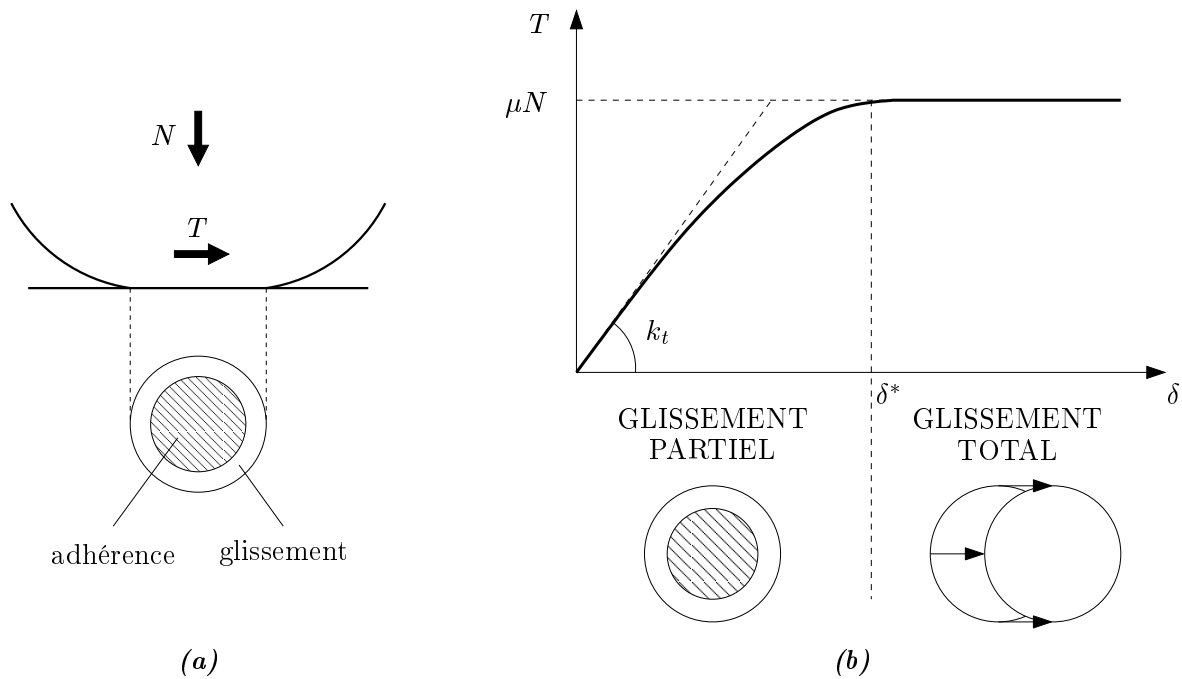 N
T
adhérence
glissement
(a)
T
μN
k_t
δ*
δ
GLISSEMENT
PARTIEL
GLISSEMENT
TOTAL
(b)